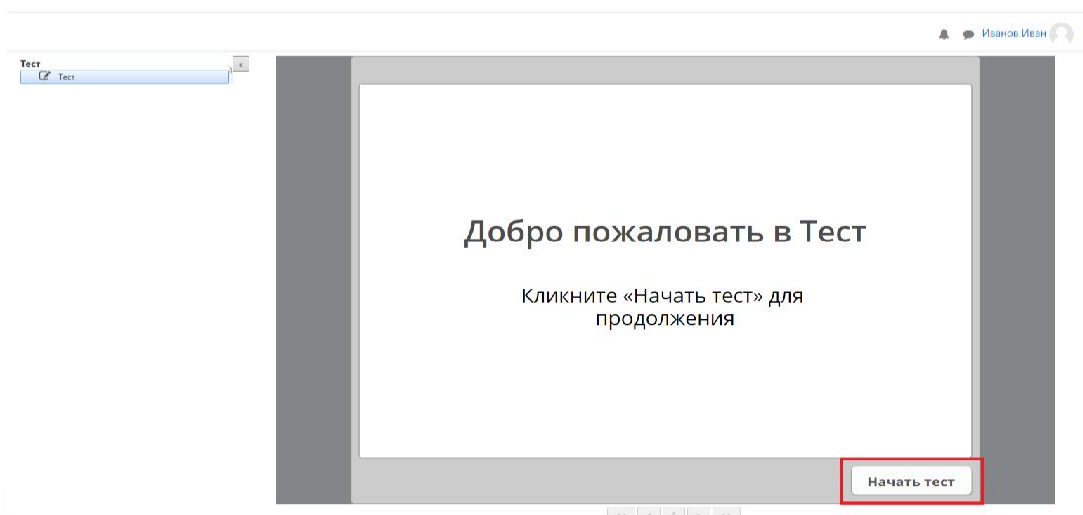 Иванов Иван
Тест
Тест
Добро пожаловать в Тест
Кликните «Начать тест» для
продолжения
Начать тест